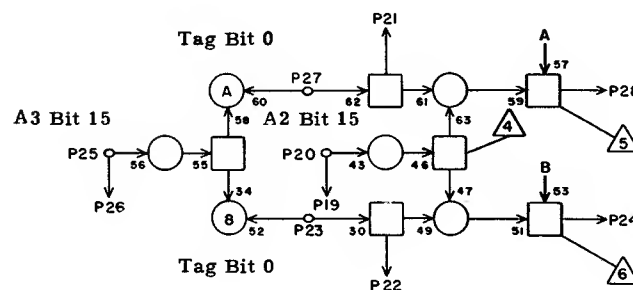 P21
Tag Bit 0
A
57
P27
A
P28
60
62
61
59
A3 Bit 15
58
A2 Bit 15
63
4
5
P25
P20
56
55
43
46
P26
34
P19
47
B
53
8
P23
P24
52
30
49
51
Tag Bit 0
P22
6